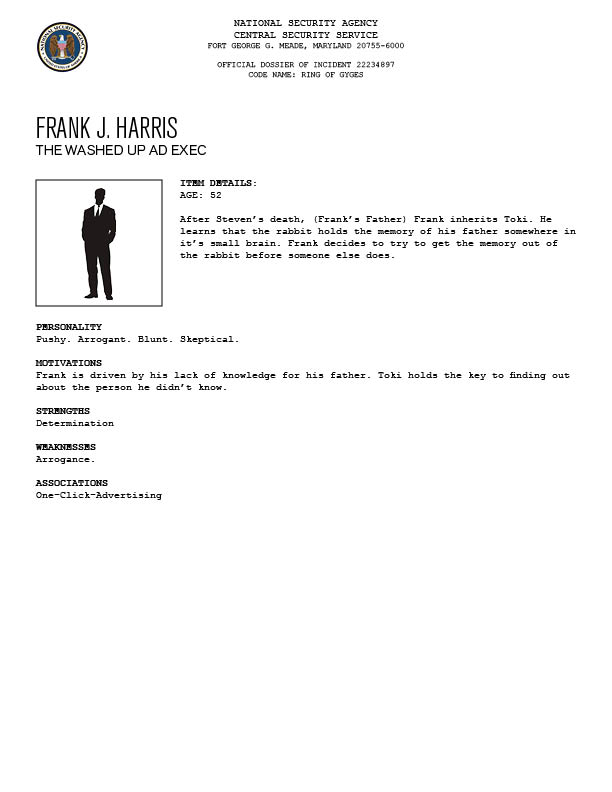 NATIONAL SECURITY AGENCY
CENTRAL SECURITY SERVICE
FORT GEORGE G. MEADE, MARYLAND 20755-6000
OFFICIAL DOSSIER OF INCIDENT 22234897
CODE NAME: RING OF GYGES
FRANK J. HARRIS
THE WASHED UP AD EXEC
ITEM DETAILS:
AGE: 52
After Steven's death, (Frank's Father) Frank inherits Toki. He
learns that the rabbit holds the memory of his father somewhere in
it's small brain. Frank decides to try to get the memory out of
the rabbit before someone else does.
PERSONALITY
Pushy. Arrogant. Blunt. Skeptical.
MOTIVATIONS
Frank is driven by his lack of knowledge for his father. Toki holds the key to finding out
about the person he didn't know.
STRENGTHS
Determination
WEAKNESSES
Arrogance.
ASSOCIATIONS
One-Click-Advertising